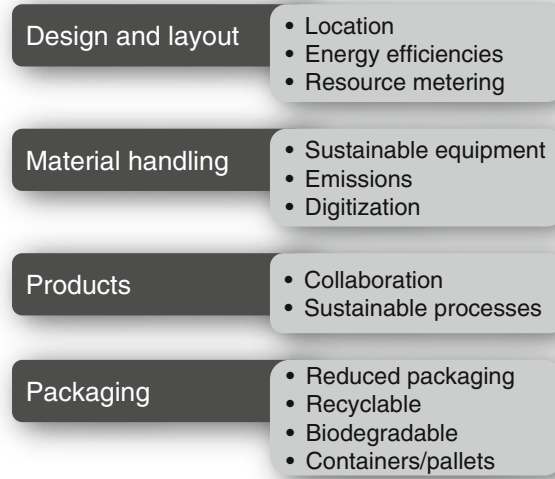 Design and layout
• Location
• Energy efficiencies
• Resource metering
Material handling
• Sustainable equipment
• Emissions
• Digitization
Products
• Collaboration
• Sustainable processes
Packaging
• Reduced packaging
• Recyclable
• Biodegradable
• Containers/pallets